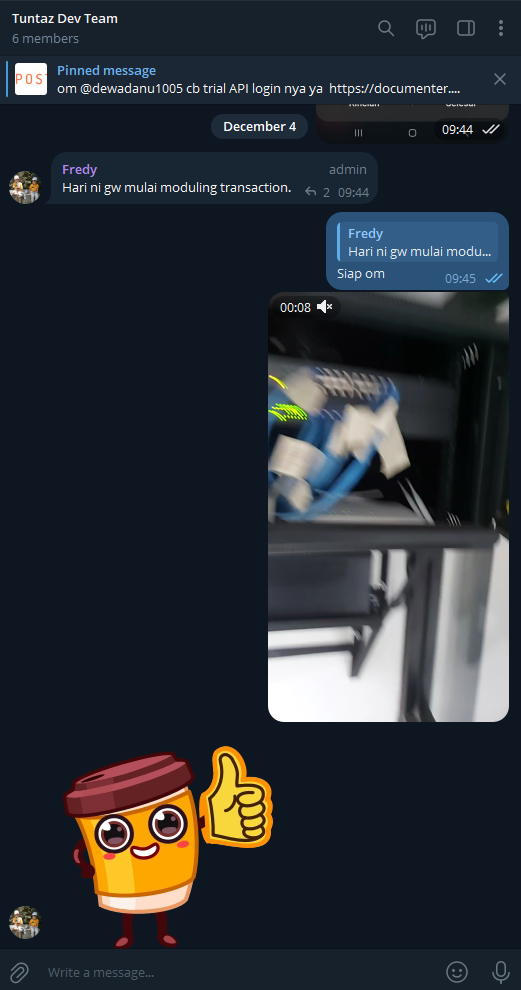 Tuntaz Dev Team
6 members
POST
Pinned message
om @dewadanu1005 cb trial API login nya ya https://documenter....
09:44
December 4
Fredy admin
Hari ni gw mulai moduling transaction. 2 09:44
Fredy
Hari ni gw mulai modu...
Siap om 09:45
00:08
Write a message...